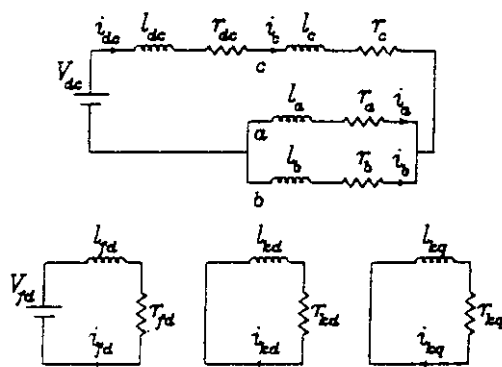 i_dc l_dc r_dc i_c l_c r_c
c
V_dc
l_a r_a i_a
a
l_b r_b i_b
b
l_fd l_kd l_kq
V_fd r_fd r_kd r_kq
i_fd i_kd i_kq